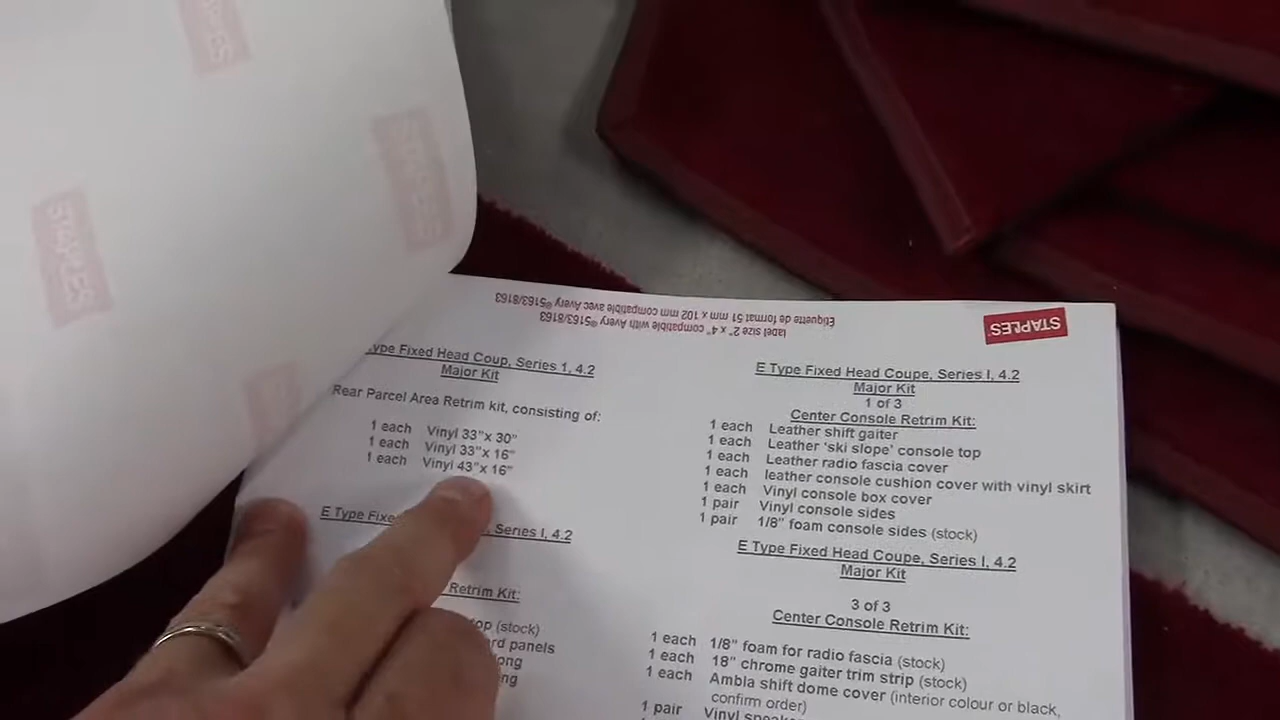 STAPLES
STAPLES
STAPLES
Étiquette de format 51 mm x 102 mm compatible avec Avery®5163/8163
label size 2" x 4" compatible with Avery®5163/8163
STAPLES
Type Fixed Head Coup, Series 1, 4.2
Major Kit
Rear Parcel Area Retrim kit, consisting of:
1 each Vinyl 33"x 30"
1 each Vinyl 33"x 16"
1 each Vinyl 43"x 16"
E Type Fixe Series I, 4.2
Retrim Kit:
top (stock)
panels
E Type Fixed Head Coupe, Series I, 4.2
Major Kit
1 of 3
Center Console Retrim Kit:
1 each Leather shift gaiter
1 each Leather 'ski slope' console top
1 each Leather radio fascia cover
1 each leather console cushion cover with vinyl skirt
1 each Vinyl console box cover
1 pair Vinyl console sides
1 pair 1/8" foam console sides (stock)
E Type Fixed Head Coupe, Series I, 4.2
Major Kit
3 of 3
Center Console Retrim Kit:
1 each 1/8" foam for radio fascia (stock)
1 each 18" chrome gaiter trim strip (stock)
1 each Ambla shift dome cover (interior colour or black,
confirm order)
1 pair Vinyl